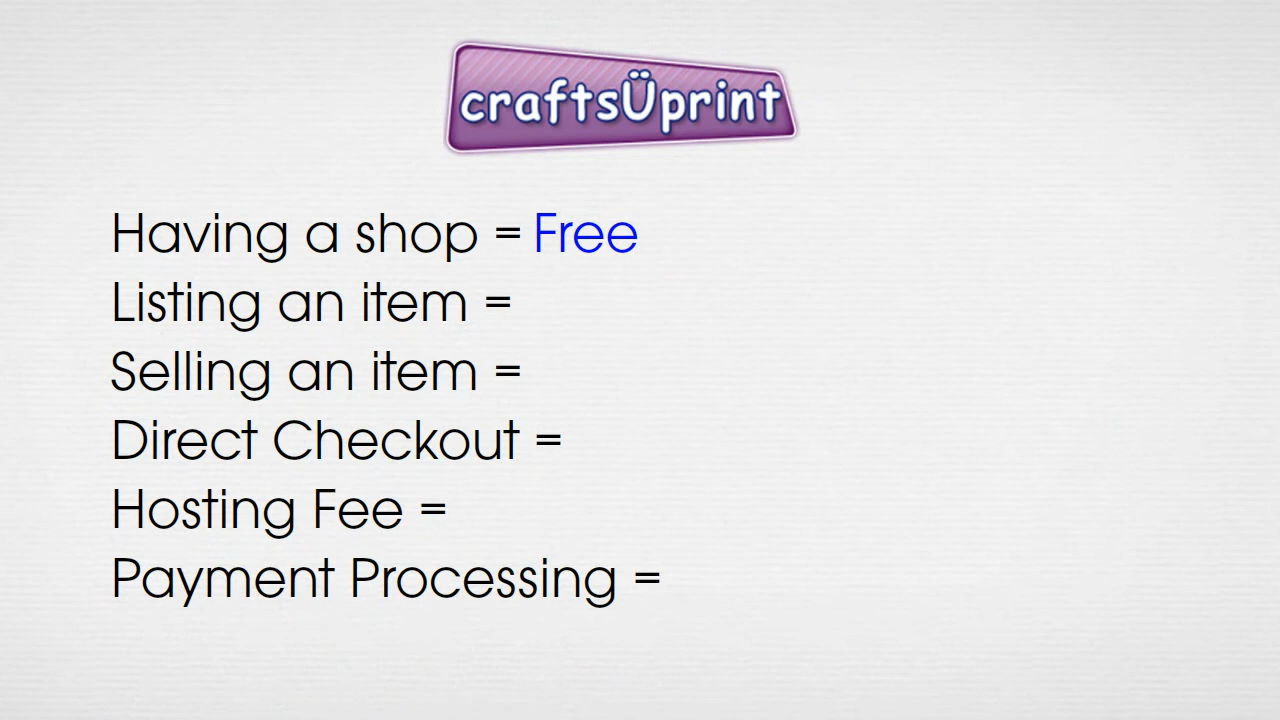 craftsÜprint
Having a shop = Free
Listing an item =
Selling an item =
Direct Checkout =
Hosting Fee =
Payment Processing =